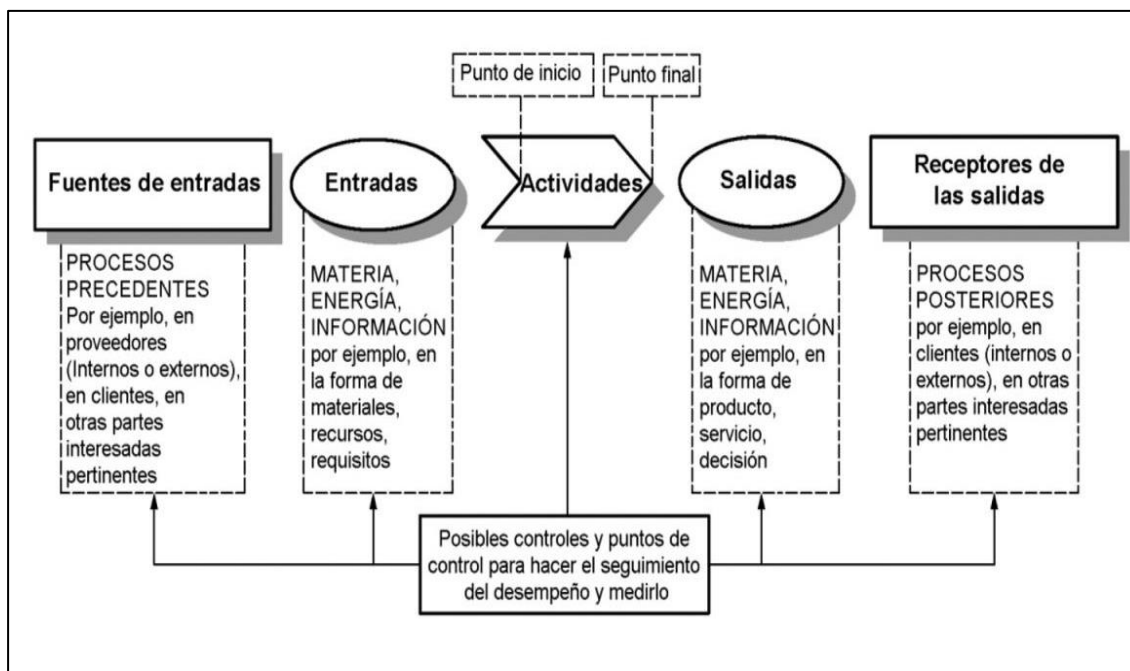 Punto de inicio
Punto final
Fuentes de entradas
Entradas
Actividades
Salidas
Receptores de
las salidas
PROCESOS
PRECEDENTES
Por ejemplo, en
proveedores
(Internos o externos),
en clientes, en
otras partes
interesadas
pertinentes
MATERIA,
ENERGÍA,
INFORMACIÓN
por ejemplo, en
la forma de
materiales,
recursos,
requisitos
MATERIA,
ENERGÍA,
INFORMACIÓN
por ejemplo, en
la forma de
producto,
servicio,
decisión
PROCESOS
POSTERIORES
por ejemplo, en
clientes (internos o
externos), en otras
partes interesadas
pertinentes
Posibles controles y puntos de
control para hacer el seguimiento
del desempeño y medirlo